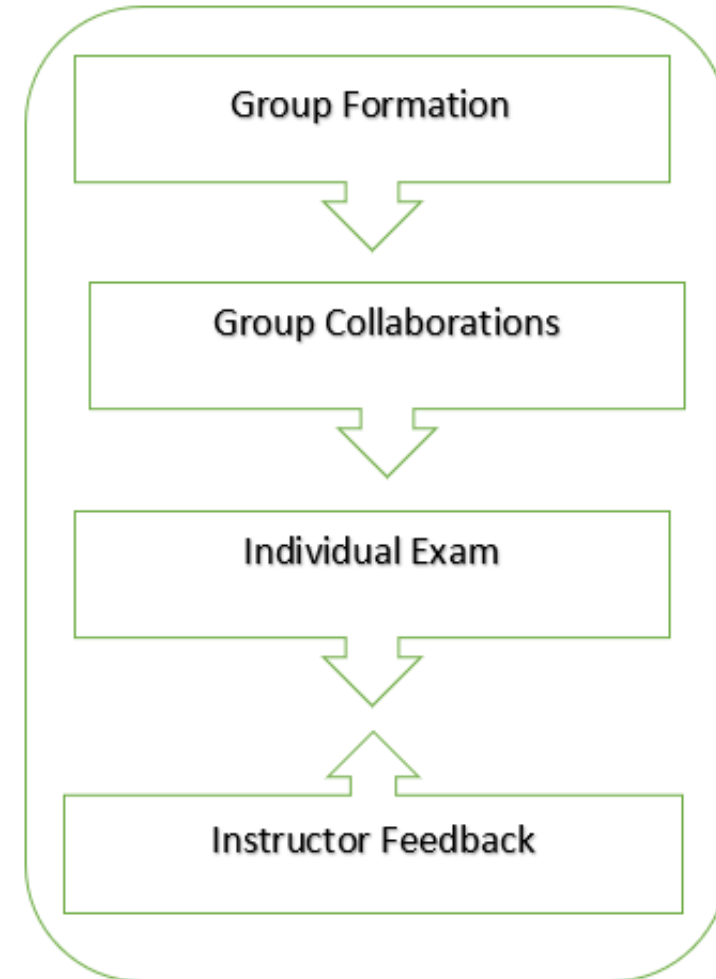 Group Formation
Group Collaborations
Individual Exam
Instructor Feedback